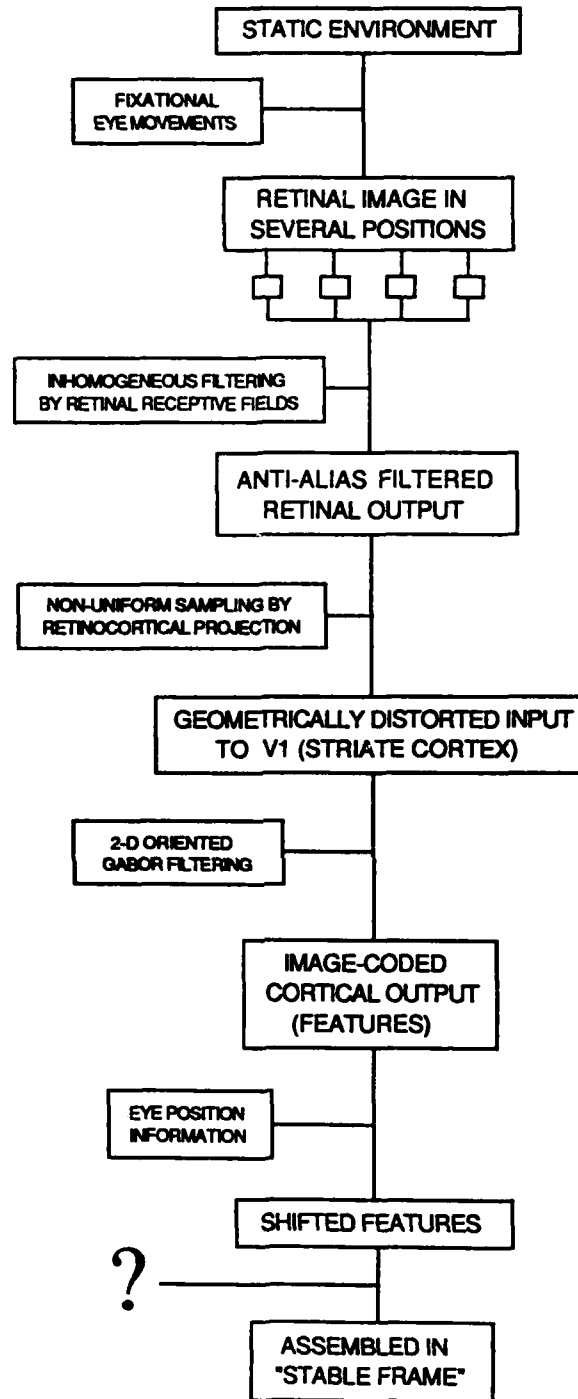 STATIC ENVIRONMENT
FIXATIONAL
EYE MOVEMENTS
RETINAL IMAGE IN
SEVERAL POSITIONS
INHOMOGENEOUS FILTERING
BY RETINAL RECEPTIVE FIELDS
ANTI-ALIAS FILTERED
RETINAL OUTPUT
NON-UNIFORM SAMPLING BY
RETINOCORTICAL PROJECTION
GEOMETRICALLY DISTORTED INPUT
TO V1 (STRIATE CORTEX)
2-D ORIENTED
GABOR FILTERING
IMAGE-CODED
CORTICAL OUTPUT
(FEATURES)
EYE POSITION
INFORMATION
SHIFTED FEATURES
?
ASSEMBLED IN
"STABLE FRAME"